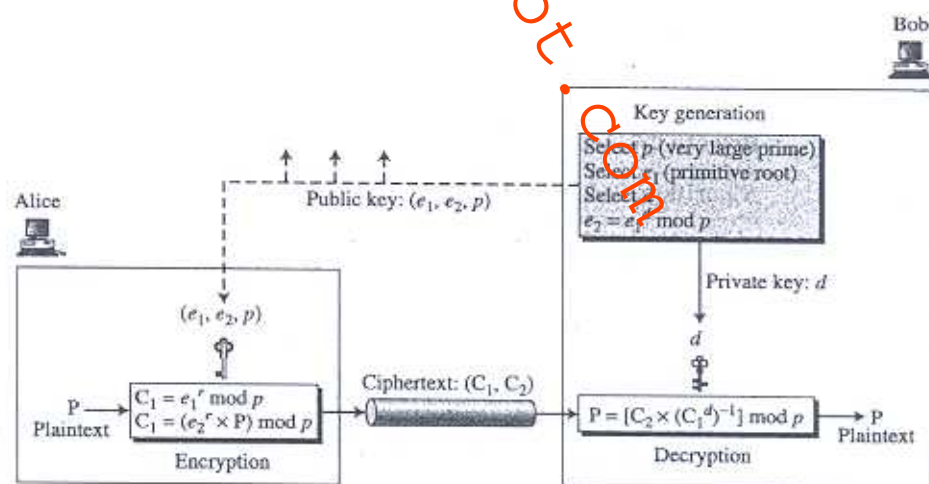 ot.com
Bob
Key generation
Select p (very large prime)
Select e₁ (primitive root)
Select
e₂ = e₁ᵈ mod p
Public key: (e₁, e₂, p)
Alice
Private key: d
(e₁, e₂, p)
d
Ciphertext: (C₁, C₂)
P
Plaintext
C₁ = e₁ʳ mod p
C₁ = (e₂ʳ × P) mod p
Encryption
P = [C₂ × (C₁ᵈ)⁻¹] mod p
Decryption
P
Plaintext